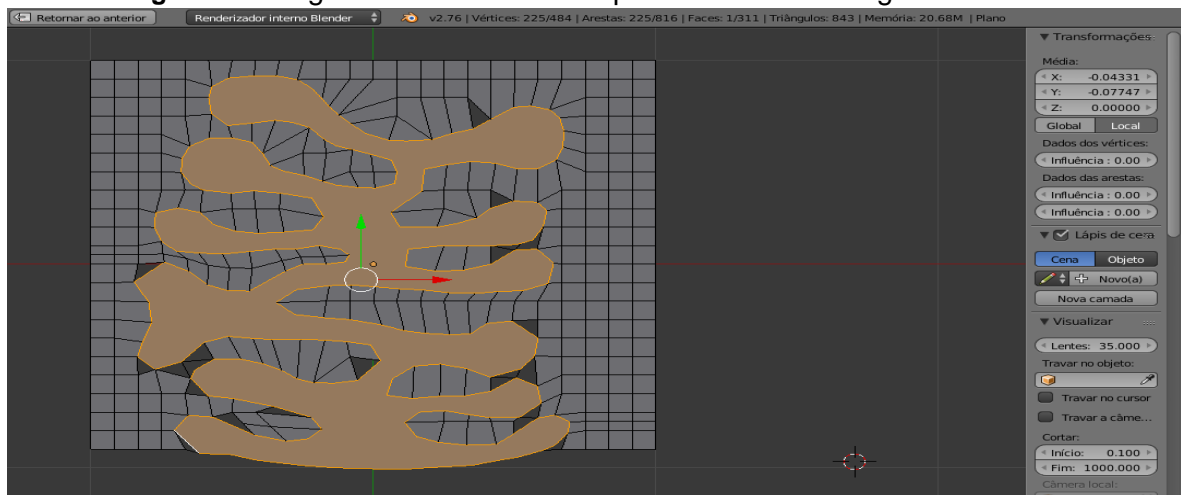 Retornar ao anterior
Renderizador interno Blender
v2.76 | Vértices: 225/484 | Arestas: 225/816 | Faces: 1/311 | Triângulos: 843 | Memória: 20.68M | Plano
Transformações
Média:
X: -0.04331
Y: -0.07747
Z: 0.00000
Global Local
Dados dos vértices:
Influência : 0.00
Dados das arestas:
Influência : 0.00
Influência : 0.00
Lápis de cera
Cena Objeto
Novo(a)
Nova camada
Visualizar
Lentes: 35.000
Travar no objeto:
Travar no cursor
Travar a câme...
Cortar:
Início: 0.100
Fim: 1000.000
Câmera local: